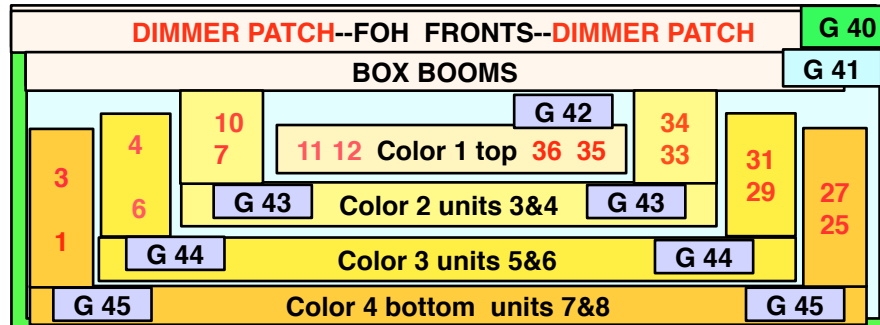 DIMMER PATCH--FOH FRONTS--DIMMER PATCH G 40
BOX BOOMS G 41
G 42
10 34
7 33
11 12 Color 1 top 36 35
4 31
6 29
3 27
1 25
G 43 Color 2 units 3&4 G 43
G 44 G 44
Color 3 units 5&6
G 45 Color 4 bottom units 7&8 G 45